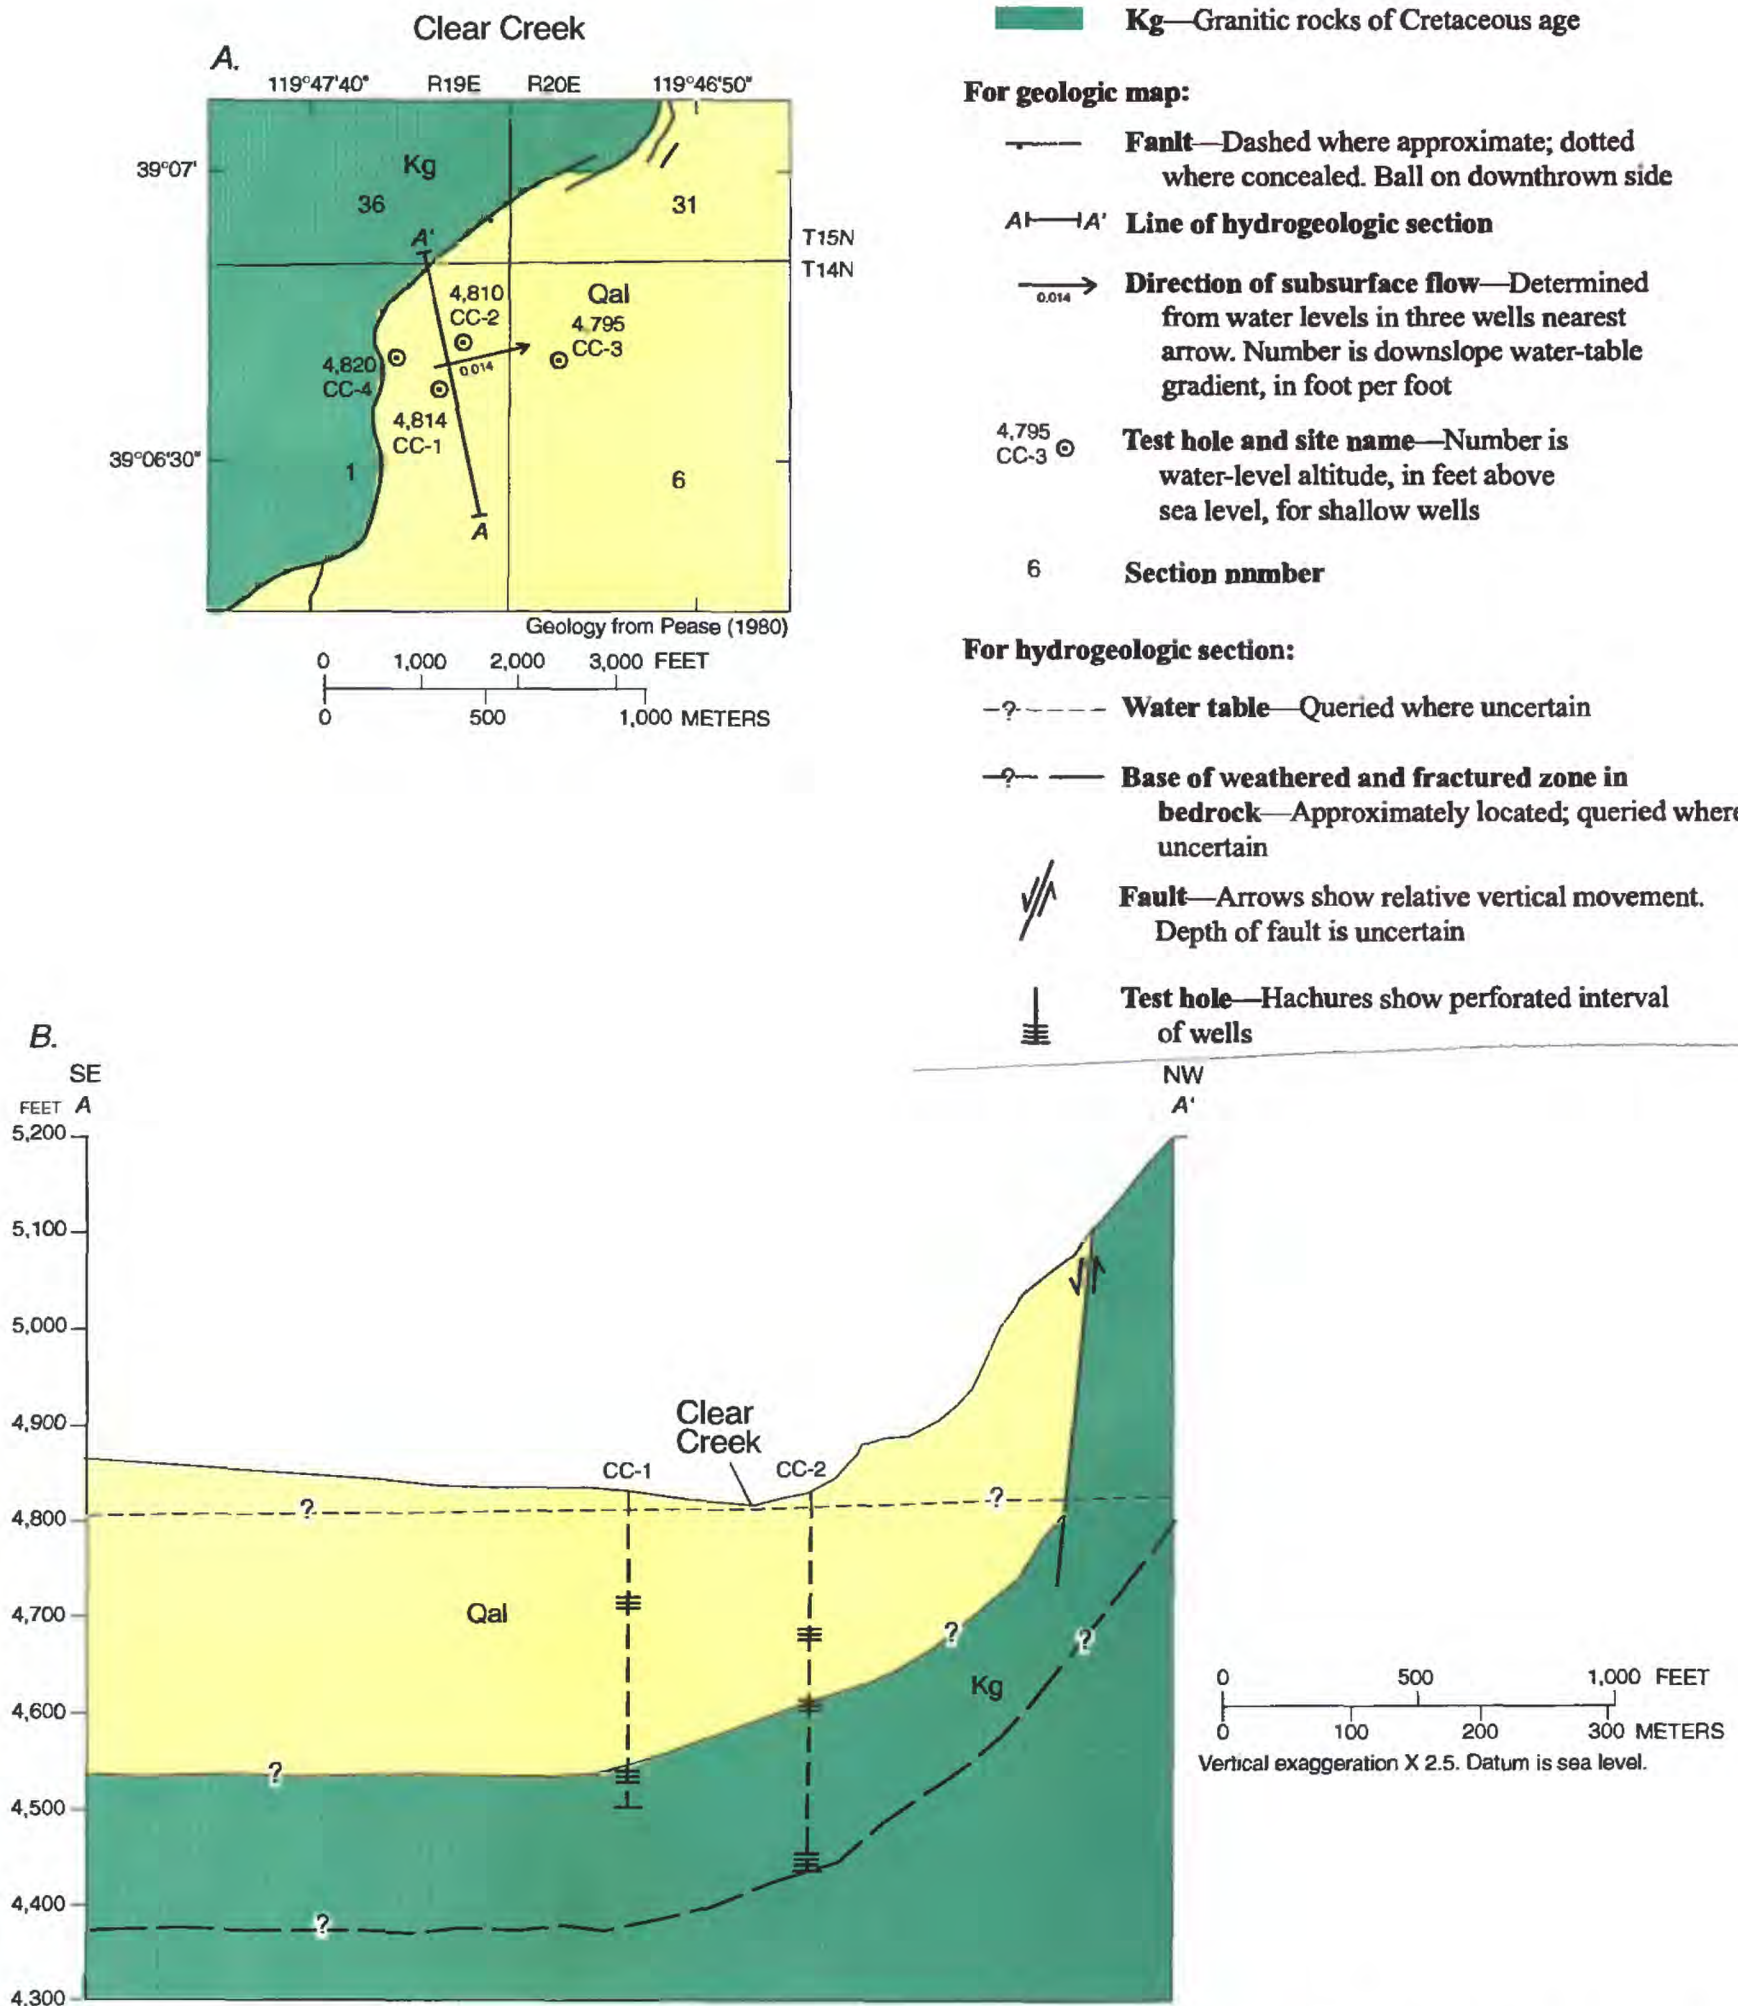 Clear Creek
A.
119°47'40" R19E R20E 119°46'50"
39°07'
Kg
36
31
A'
T15N
T14N
4,810
CC-2
Qal
4,795
CC-3
4,820
CC-4
0.014
4,814
CC-1
39°06'30"
1
6
A
Geology from Pease (1980)
0 1,000 2,000 3,000 FEET
0 500 1,000 METERS
Kg—Granitic rocks of Cretaceous age
For geologic map:
Fanlt—Dashed where approximate; dotted
where concealed. Ball on downthrown side
A A' Line of hydrogeologic section
0.014 Direction of subsurface flow—Determined
from water levels in three wells nearest
arrow. Number is downslope water-table
gradient, in foot per foot
4,795
CC-3 Test hole and site name—Number is
water-level altitude, in feet above
sea level, for shallow wells
6 Section nnmber
For hydrogeologic section:
–?----- Water table—Queried where uncertain
—?— — Base of weathered and fractured zone in
bedrock—Approximately located; queried where
uncertain
Fault—Arrows show relative vertical movement.
Depth of fault is uncertain
Test hole—Hachures show perforated interval
of wells
B.
SE
FEET A
NW
A'
5,200
5,100
5,000
4,900
4,800
4,700
4,600
4,500
4,400
4,300
Clear
Creek
CC-1
CC-2
?
?
Qal
?
?
Kg
?
?
0 500 1,000 FEET
0 100 200 300 METERS
Vertical exaggeration X 2.5. Datum is sea level.